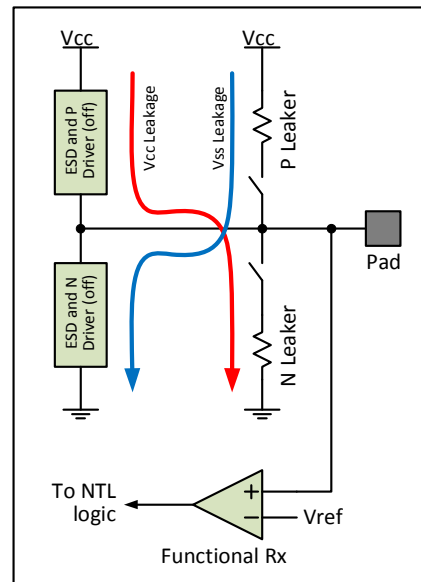 Vcc
Vcc
ESD and P
Driver (off)
Vcc Leakage
Vss Leakage
P Leaker
Pad
ESD and N
Driver (off)
N Leaker
To NTL
logic
+
−
Vref
Functional Rx